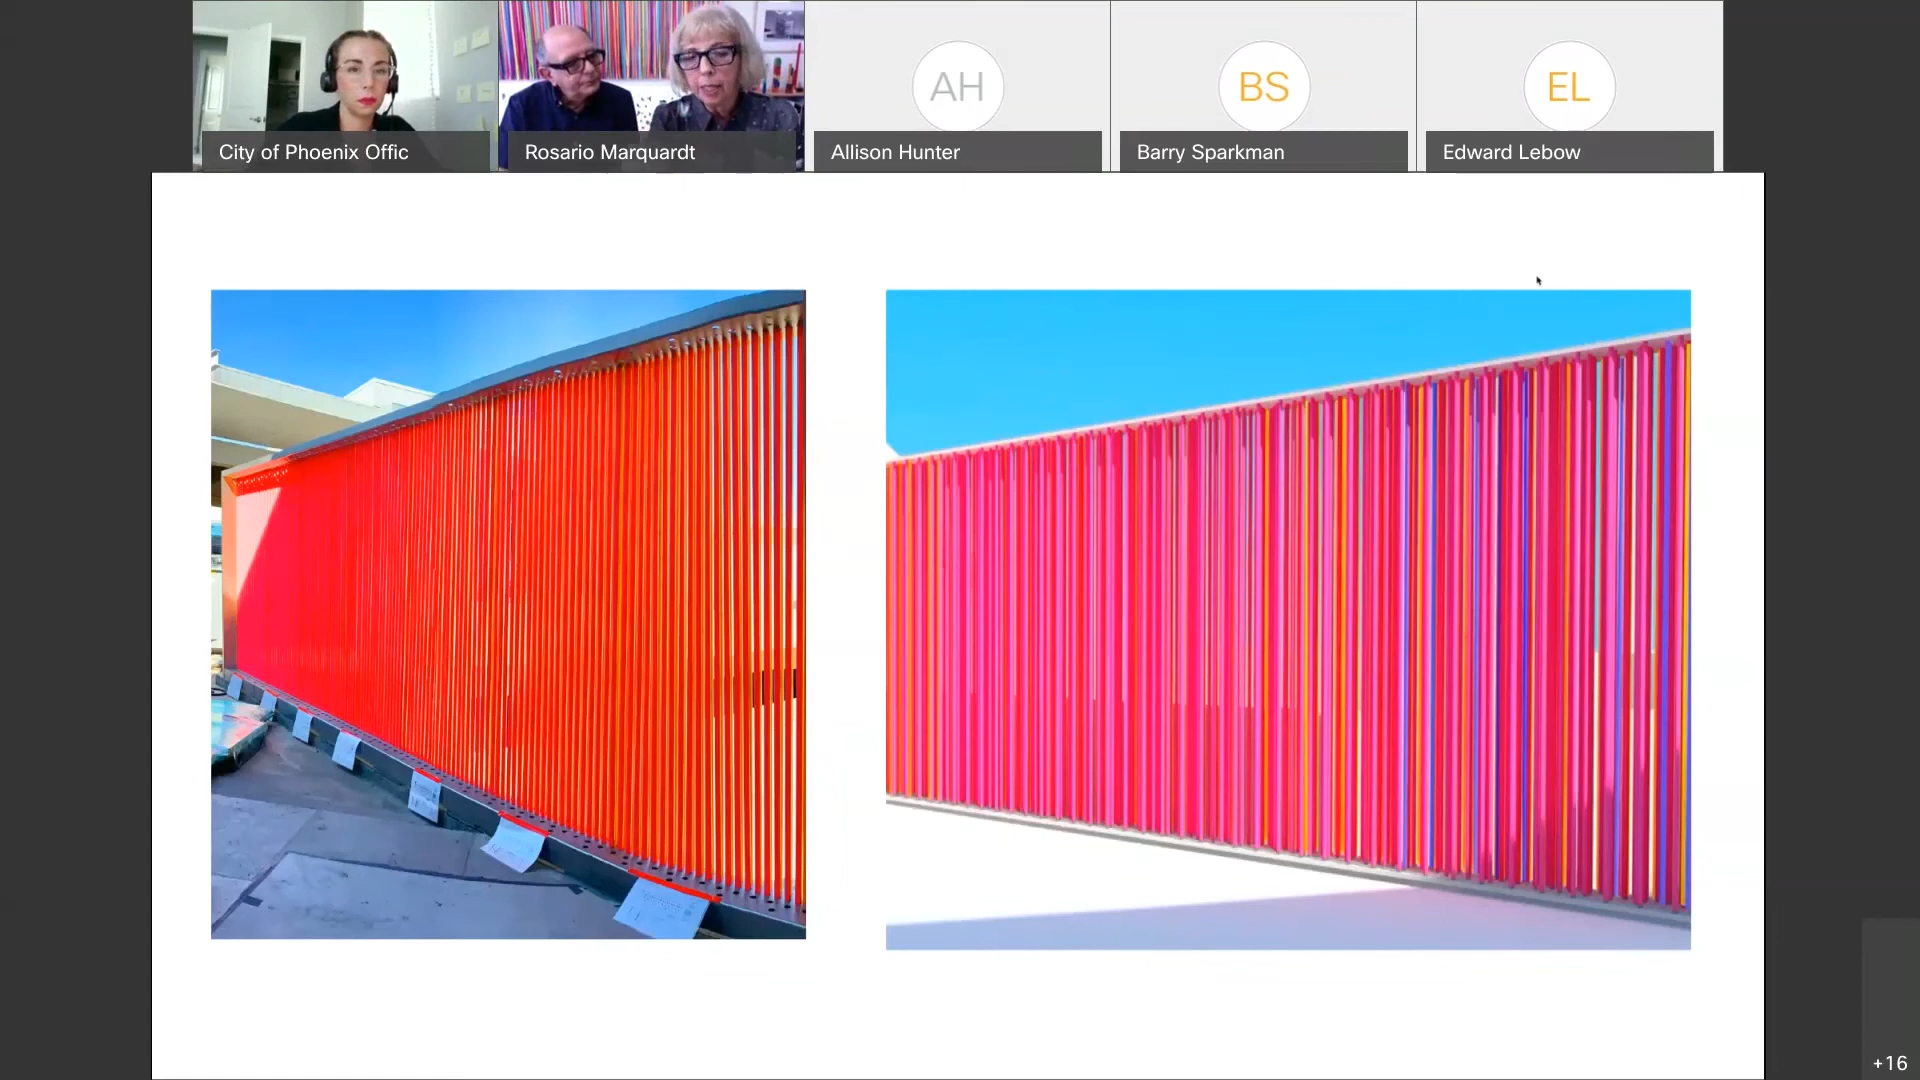 City of Phoenix Offic
Rosario Marquardt
AH
Allison Hunter
BS
Barry Sparkman
EL
Edward Lebow
+16